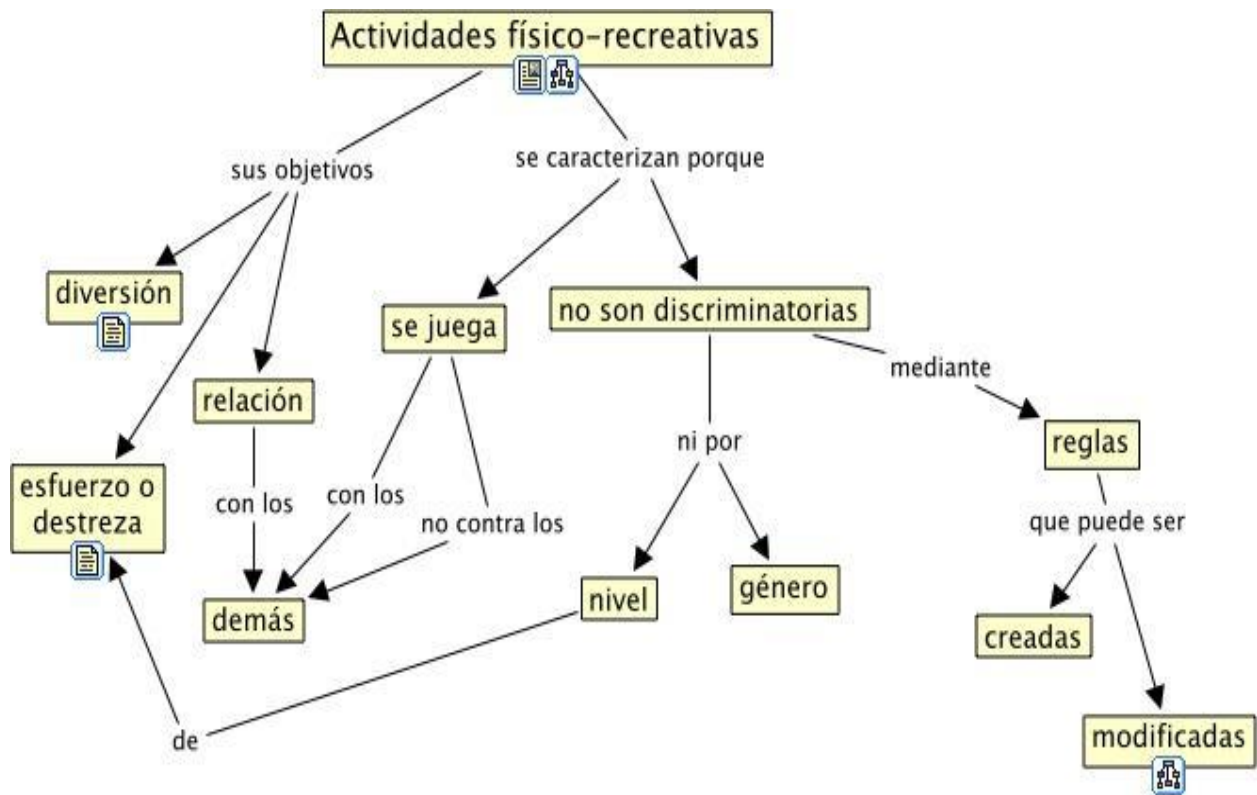 Actividades físico-recreativas
sus objetivos
se caracterizan porque
diversión
se juega
no son discriminatorias
relación
mediante
reglas
esfuerzo o
destreza
con los
con los
no contra los
ni por
que puede ser
demás
nivel
género
creadas
de
modificadas